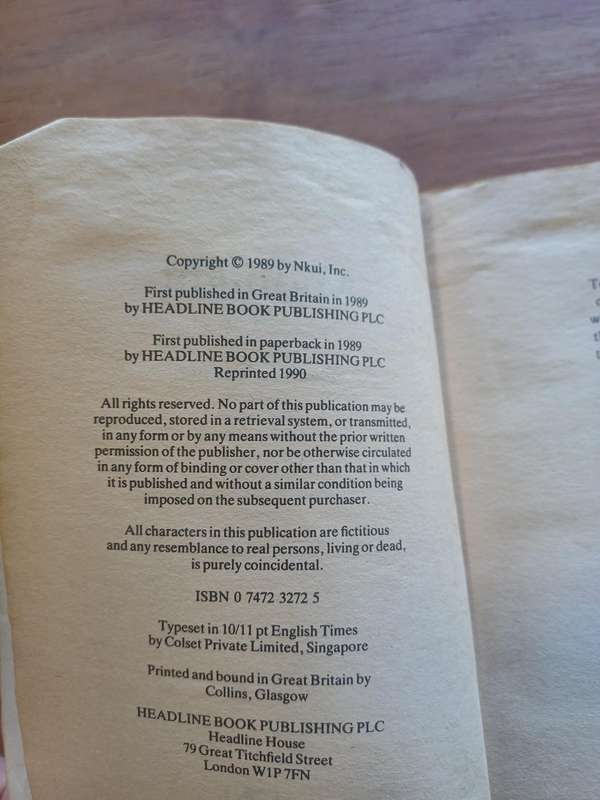 Copyright © 1989 by Nkui, Inc.
First published in Great Britain in 1989
by HEADLINE BOOK PUBLISHING PLC
First published in paperback in 1989
by HEADLINE BOOK PUBLISHING PLC
Reprinted 1990
All rights reserved. No part of this publication may be
reproduced, stored in a retrieval system, or transmitted,
in any form or by any means without the prior written
permission of the publisher, nor be otherwise circulated
in any form of binding or cover other than that in which
it is published and without a similar condition being
imposed on the subsequent purchaser.
All characters in this publication are fictitious
and any resemblance to real persons, living or dead,
is purely coincidental.
ISBN 0 7472 3272 5
Typeset in 10/11 pt English Times
by Colset Private Limited, Singapore
Printed and bound in Great Britain by
Collins, Glasgow
HEADLINE BOOK PUBLISHING PLC
Headline House
79 Great Titchfield Street
London W1P 7FN